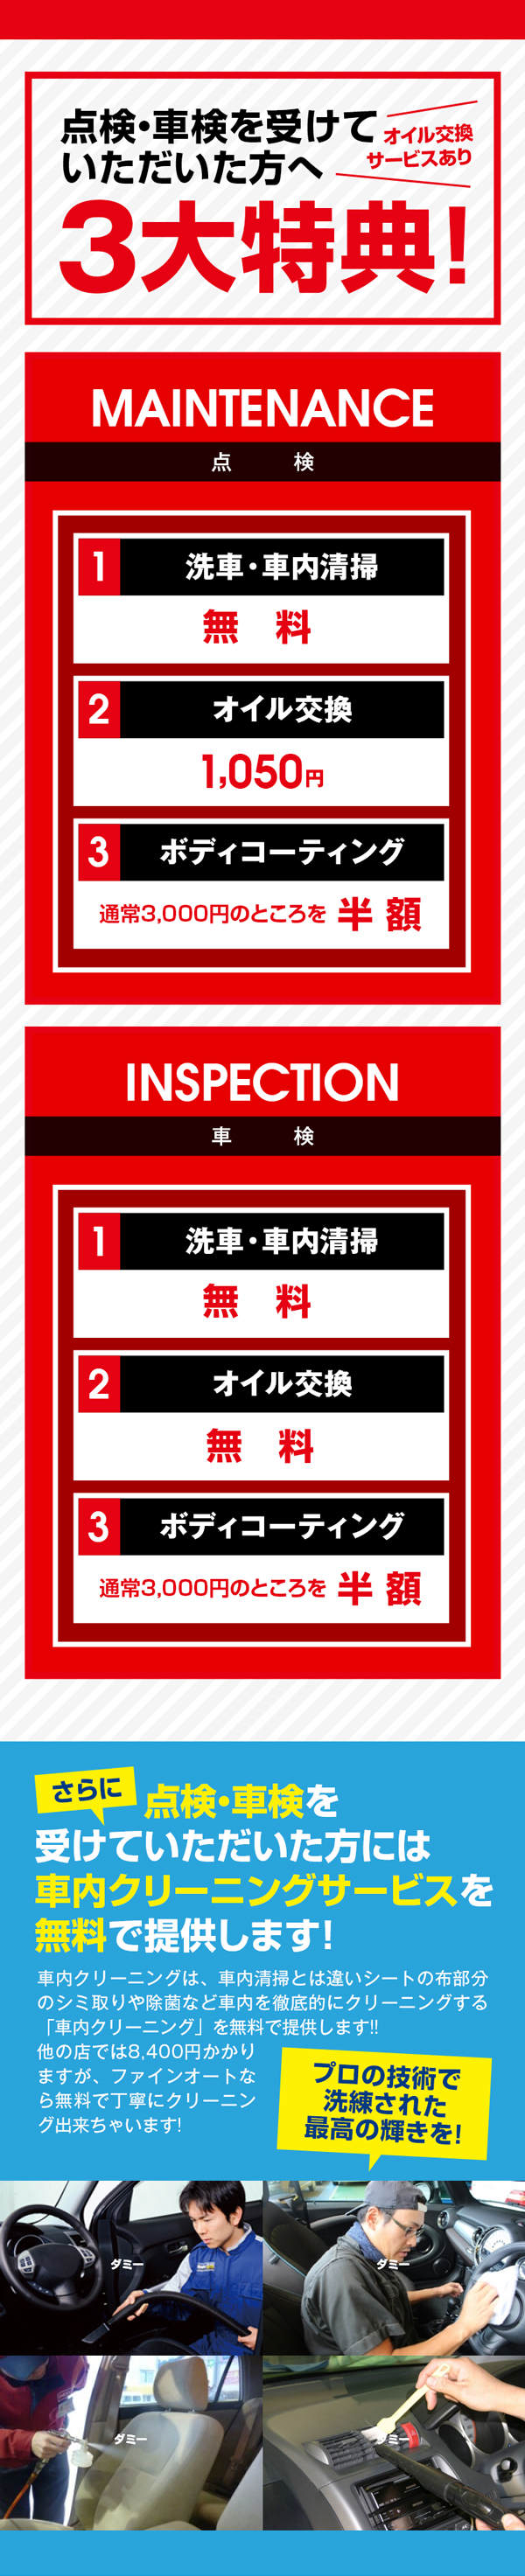 点検・車検を受けて
いただいた方へ
オイル交換
サービスあり
3大特典!
MAINTENANCE
点 検
1 洗車・車内清掃
無 料
2 オイル交換
1,050円
3 ボディコーティング
通常3,000円のところを 半 額
INSPECTION
車 検
1 洗車・車内清掃
無 料
2 オイル交換
無 料
3 ボディコーティング
通常3,000円のところを 半 額
さらに 点検・車検を
受けていただいた方には
車内クリーニングサービスを
無料で提供します!
車内クリーニングは、車内清掃とは違いシートの布部分
のシミ取りや除菌など車内を徹底的にクリーニングする
「車内クリーニング」を無料で提供します!!
他の店では8,400円かかり
ますが、ファインオートな
ら無料で丁寧にクリーニン
グ出来ちゃいます!
プロの技術で
洗練された
最高の輝きを!
ダミー
ダミー
ダミー
ダミー